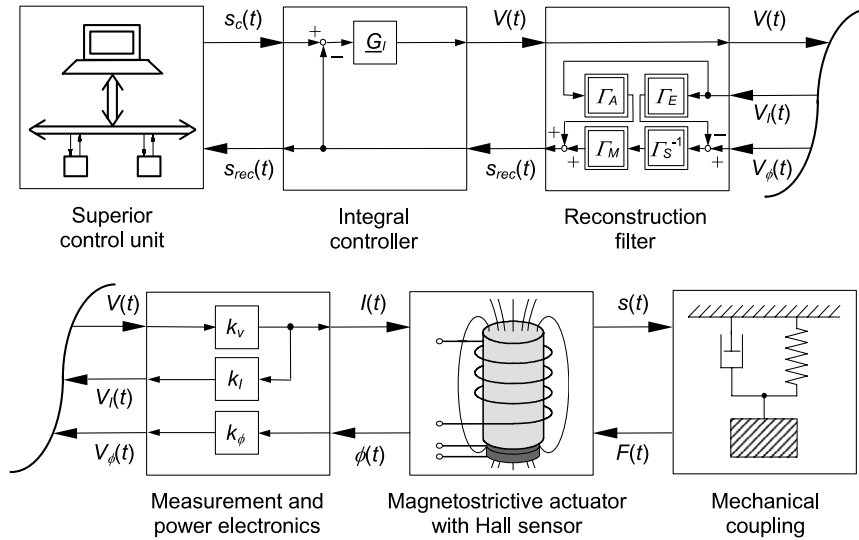 s_c(t)
+
−
G_I
V(t)
V(t)
Γ_A
Γ_E
V_I(t)
+
−
+
Γ_M
Γ_S^-1
+
s_rec(t)
s_rec(t)
V_ϕ(t)
Superior
control unit
Integral
controller
Reconstruction
filter
V(t)
k_v
I(t)
s(t)
V_I(t)
k_I
V_ϕ(t)
k_ϕ
ϕ(t)
F(t)
Measurement and
power electronics
Magnetostrictive actuator
with Hall sensor
Mechanical
coupling